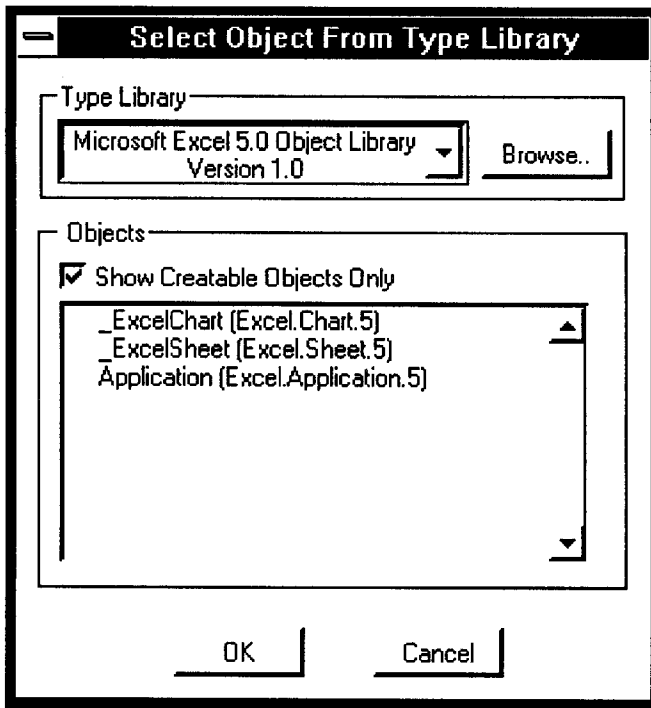 Select Object From Type Library
Type Library
Microsoft Excel 5.0 Object Library
Version 1.0
Browse..
Objects
Show Creatable Objects Only
_ExcelChart (Excel.Chart.5)
_ExcelSheet (Excel.Sheet.5)
Application (Excel.Application.5)
OK
Cancel